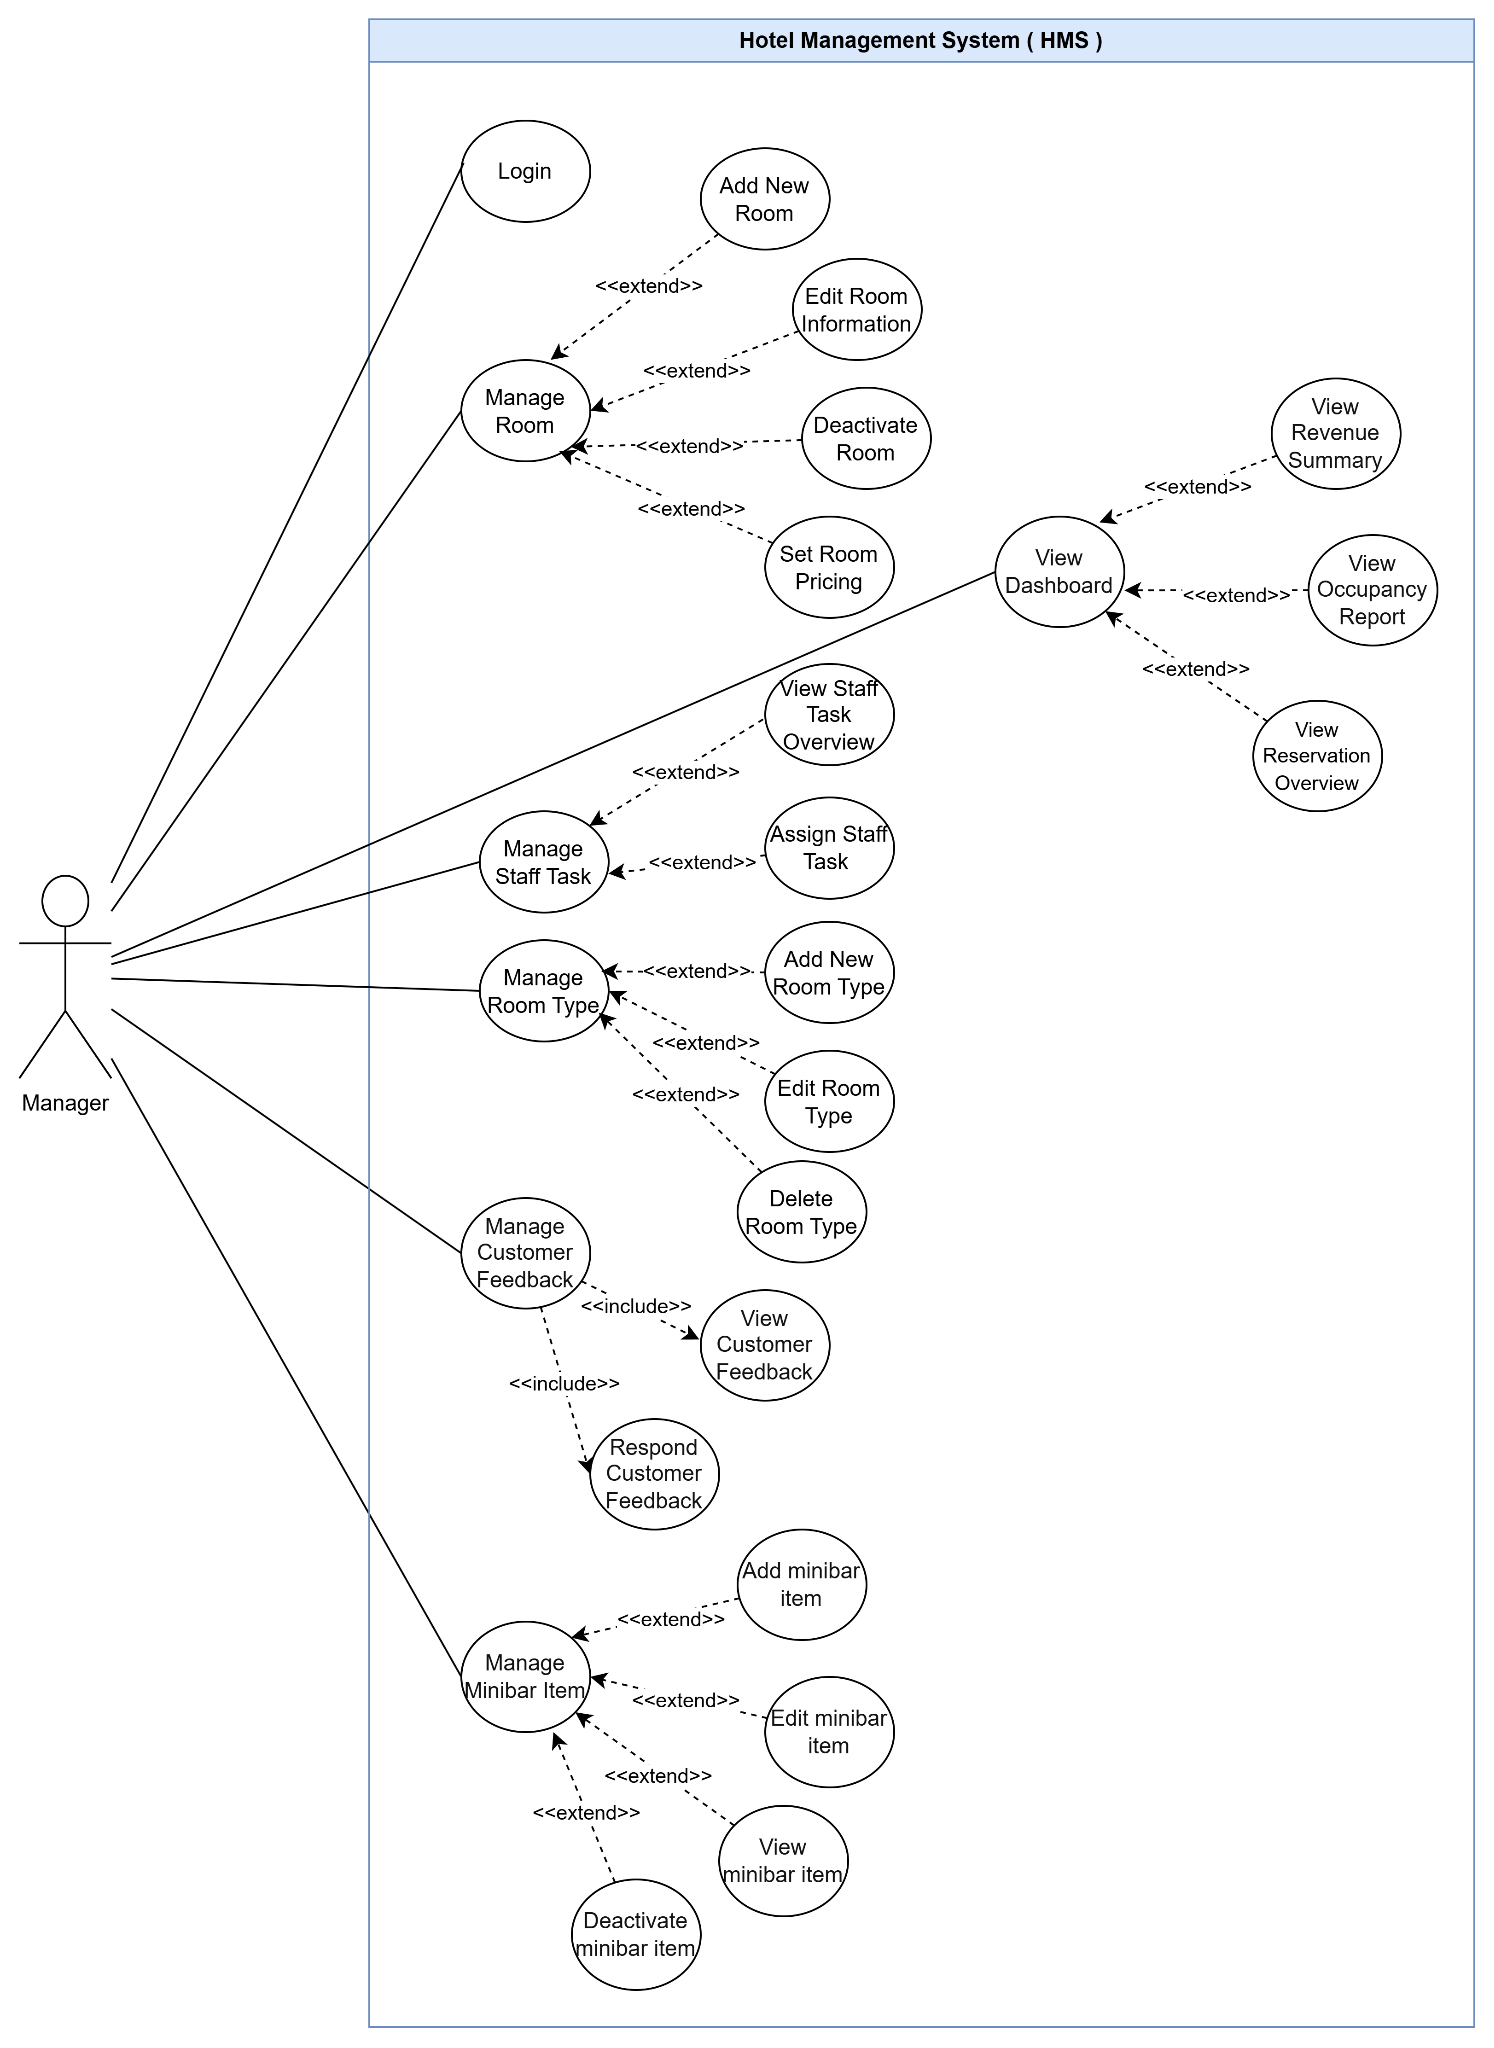 Hotel Management System ( HMS )
Login
Add New
Room
<<extend>>
Edit Room
Information
<<extend>>
Manage
Room
Deactivate
Room
<<extend>>
<<extend>>
Set Room
Pricing
View
Revenue
Summary
<<extend>>
View
Dashboard
View
Occupancy
Report
<<extend>>
<<extend>>
View
Reservation
Overview
View Staff
Task
Overview
<<extend>>
Manage
Staff Task
Assign Staff
Task
<<extend>>
Manage
Room Type
Add New
Room Type
<<extend>>
<<extend>>
Edit Room
Type
<<extend>>
Delete
Room Type
Manager
Manage
Customer
Feedback
<<include>>
View
Customer
Feedback
<<include>>
Respond
Customer
Feedback
Add minibar
item
<<extend>>
Manage
Minibar Item
<<extend>>
Edit minibar
item
<<extend>>
View
minibar item
<<extend>>
Deactivate
minibar item